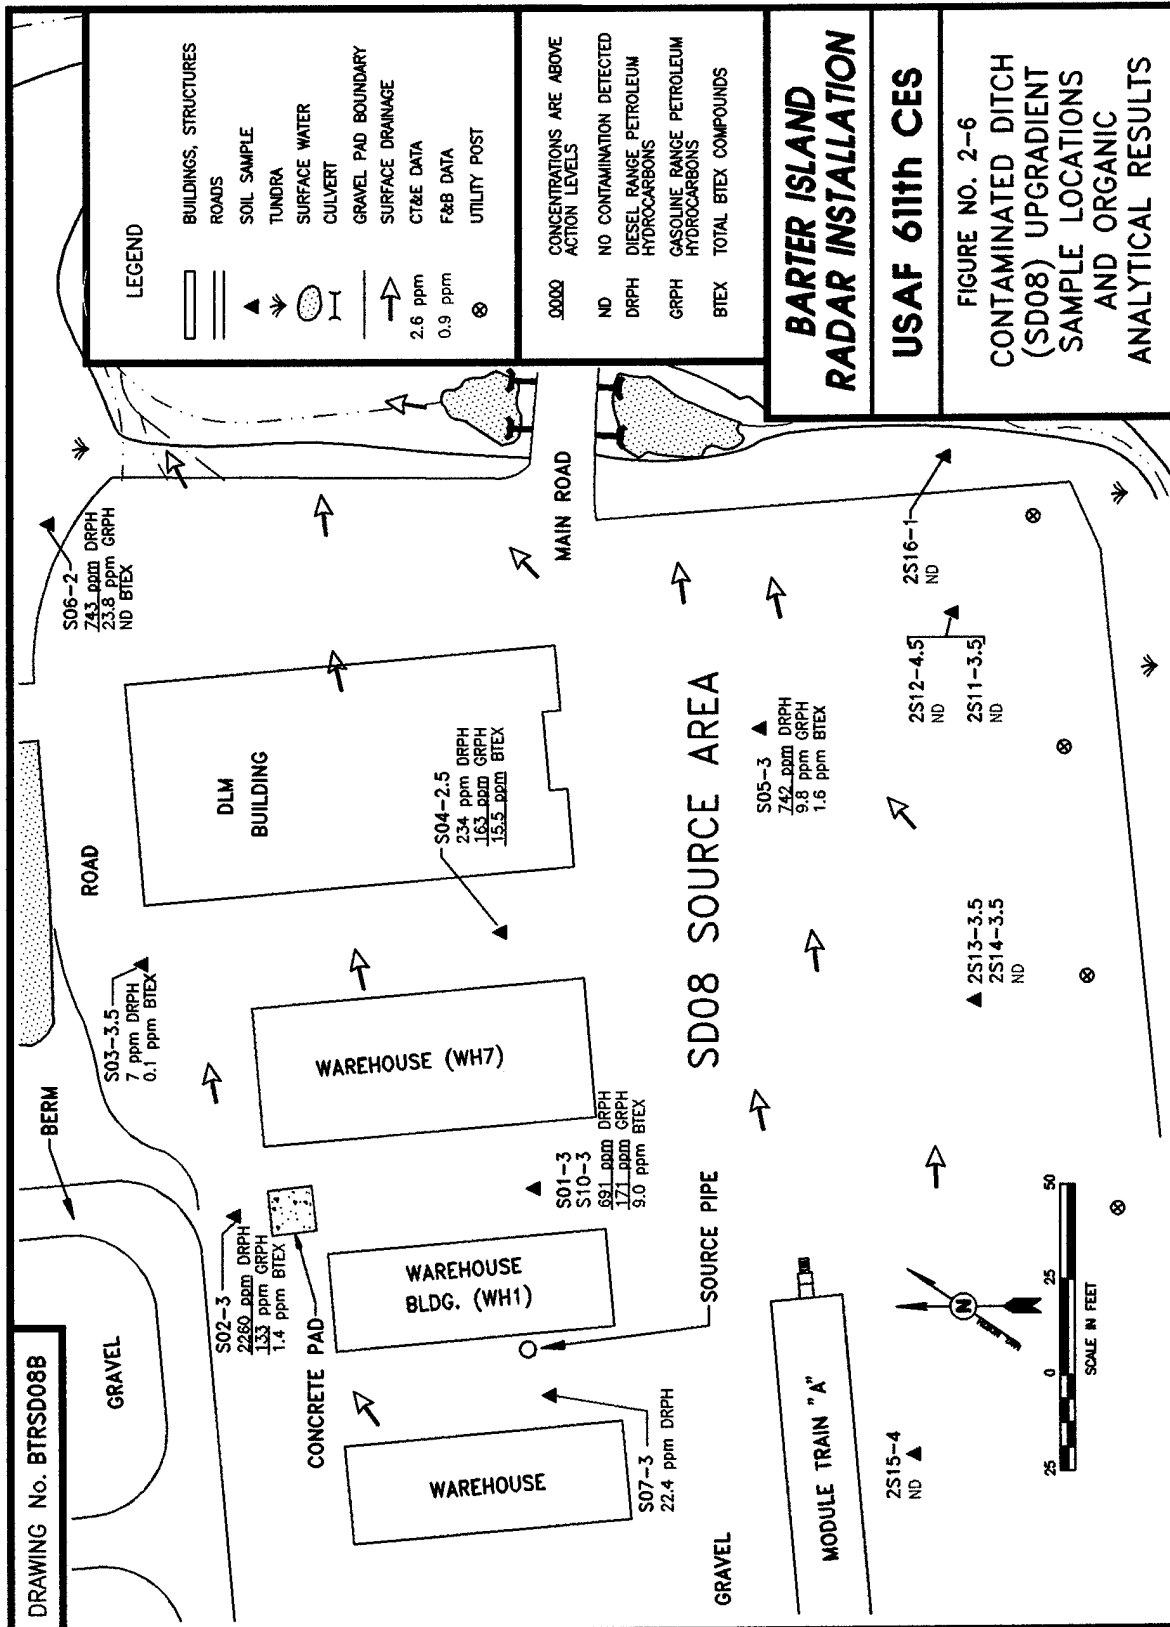 DRAWING No. BTRSD08B
GRAVEL
BERM
ROAD
S06-2
743 ppm DRPH
23.8 ppm GRPH
ND BTEX
S03-3.5
7 ppm DRPH
0.1 ppm BTEX
S02-3
2260 ppm DRPH
133 ppm GRPH
1.4 ppm BTEX
CONCRETE PAD
DLM
BUILDING
WAREHOUSE (WH7)
WAREHOUSE
BLDG. (WH1)
WAREHOUSE
S04-2.5
234 ppm DRPH
163 ppm GRPH
15.5 ppm BTEX
S01-3
S10-3
691 ppm DRPH
171 ppm GRPH
9.0 ppm BTEX
S07-3
22.4 ppm DRPH
SOURCE PIPE
MAIN ROAD
SD08 SOURCE AREA
GRAVEL
S05-3
742 ppm DRPH
9.8 ppm GRPH
1.6 ppm BTEX
MODULE TRAIN "A"
2S15-4
ND
2S13-3.5
2S14-3.5
ND
2S12-4.5
ND
2S11-3.5
ND
2S16-1
ND
N
25 0 25 50
SCALE IN FEET
LEGEND
BUILDINGS, STRUCTURES
ROADS
SOIL SAMPLE
TUNDRA
SURFACE WATER
CULVERT
GRAVEL PAD BOUNDARY
SURFACE DRAINAGE
2.6 ppm CT&E DATA
0.9 ppm F&B DATA
UTILITY POST
0000 CONCENTRATIONS ARE ABOVE
ACTION LEVELS
ND NO CONTAMINATION DETECTED
DRPH DIESEL RANGE PETROLEUM
HYDROCARBONS
GRPH GASOLINE RANGE PETROLEUM
HYDROCARBONS
BTEX TOTAL BTEX COMPOUNDS
BARTER ISLAND
RADAR INSTALLATION
USAF 611th CES
FIGURE NO. 2-6
CONTAMINATED DITCH
(SD08) UPGRADIENT
SAMPLE LOCATIONS
AND ORGANIC
ANALYTICAL RESULTS